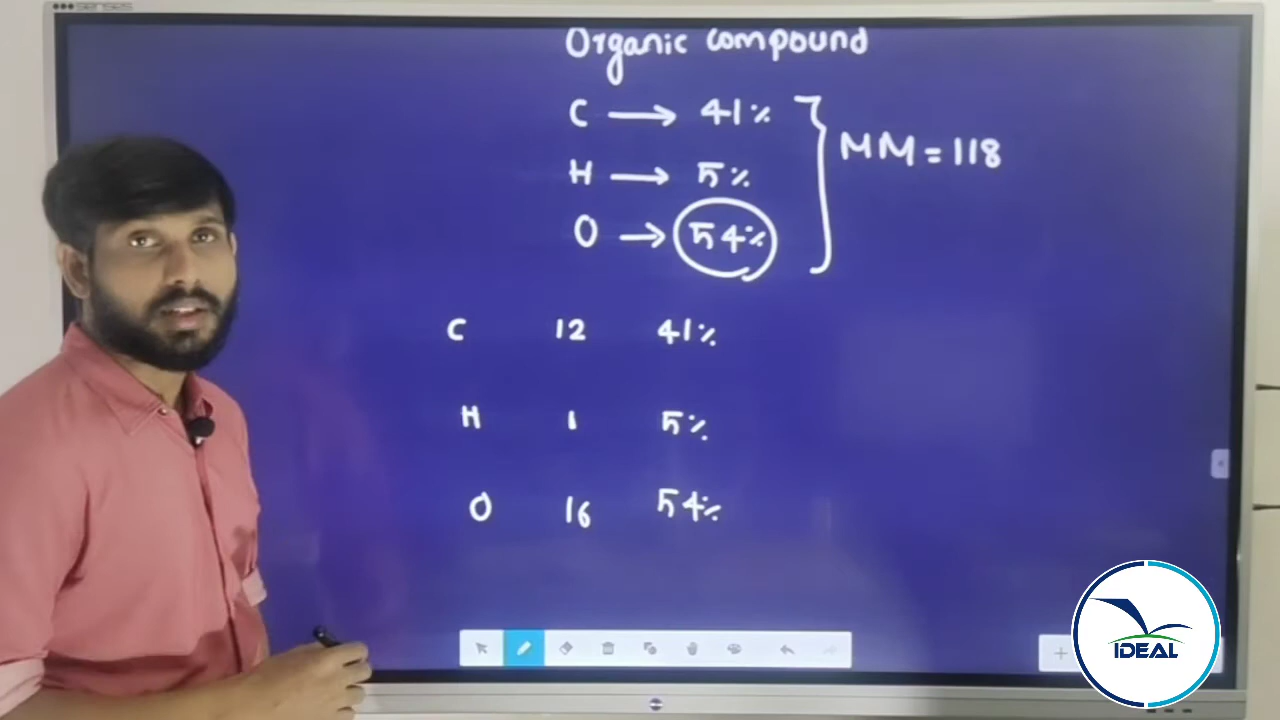 Organic compound
C → 41%
H → 5%
O → 54%
MM = 118
C 12 41%
H 1 5%
O 16 54%
IDEAL